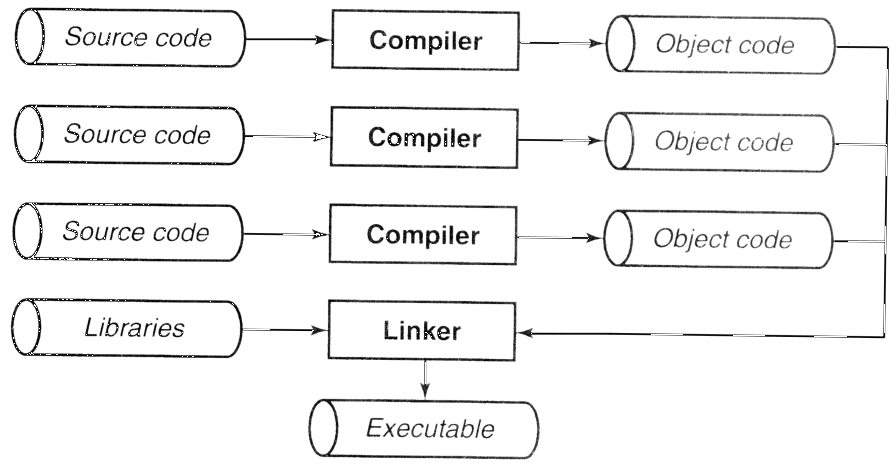 Source code Compiler Object code
Source code Compiler Object code
Source code Compiler Object code
Libraries Linker
Executable